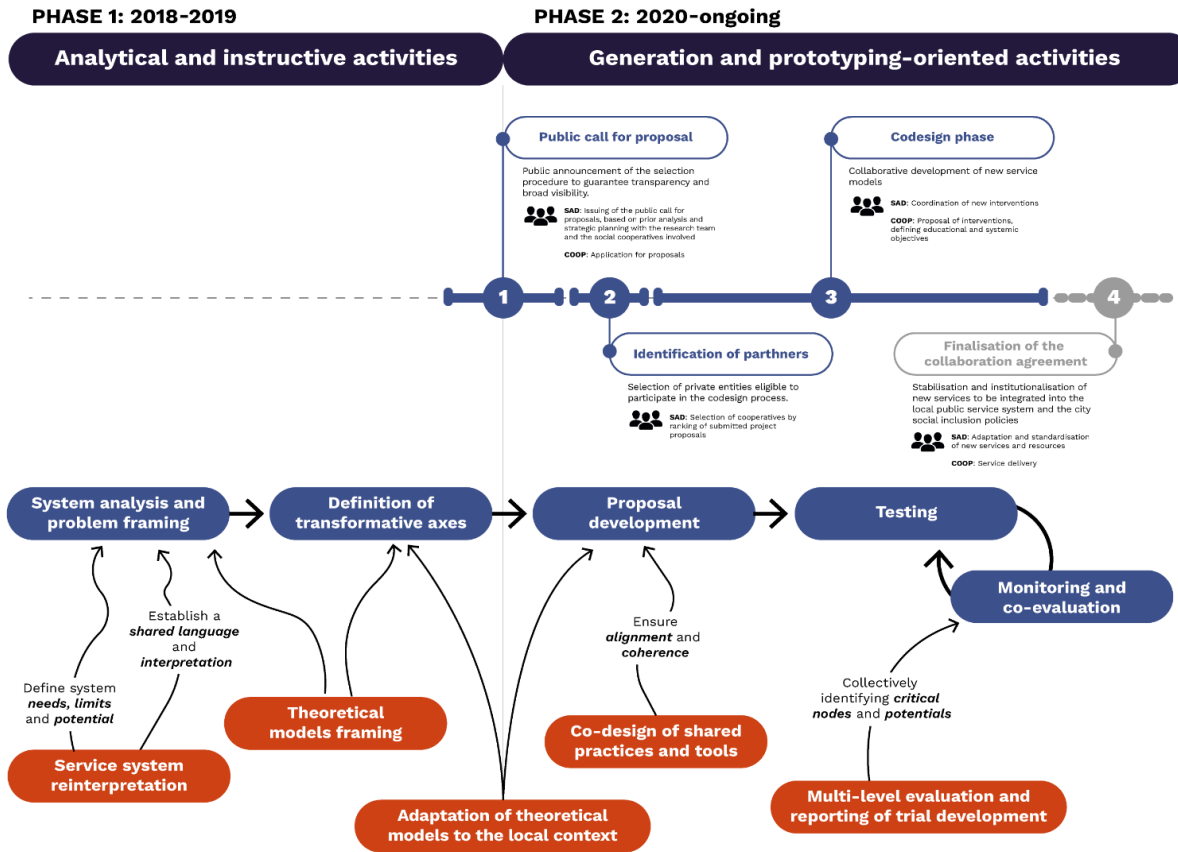 PHASE 1: 2018-2019
PHASE 2: 2020-ongoing
Analytical and instructive activities
Generation and prototyping-oriented activities
Public call for proposal
Public announcement of the selection
procedure to guarantee transparency and
broad visibility.
SAD: Issuing of the public call for
proposals, based on prior analysis and
strategic planning with the research team
and the social cooperatives involved
COOP: Application for proposals
Codesign phase
Collaborative development of new service
models
SAD: Coordination of new interventions
COOP: Proposal of interventions,
defining educational and systemic
objectives
1
2
3
4
Identification of parthners
Selection of private entities eligible to
participate in the codesign process.
SAD: Selection of cooperatives by
ranking of submitted project
proposals
Finalisation of the
collaboration agreement
Stabilisation and institutionalisation of
new services to be integrated into the
local public service system and the city
social inclusion policies
SAD: Adaptation and standardisation
of new services and resources
COOP: Service delivery
System analysis and
problem framing
Definition of
transformative axes
Proposal
development
Testing
Monitoring and
co-evaluation
Establish a
shared language
and
interpretation
Define system
needs, limits
and potential
Ensure
alignment and
coherence
Collectively
identifying critical
nodes and potentials
Service system
reinterpretation
Theoretical
models framing
Adaptation of theoretical
models to the local context
Co-design of shared
practices and tools
Multi-level evaluation and
reporting of trial development